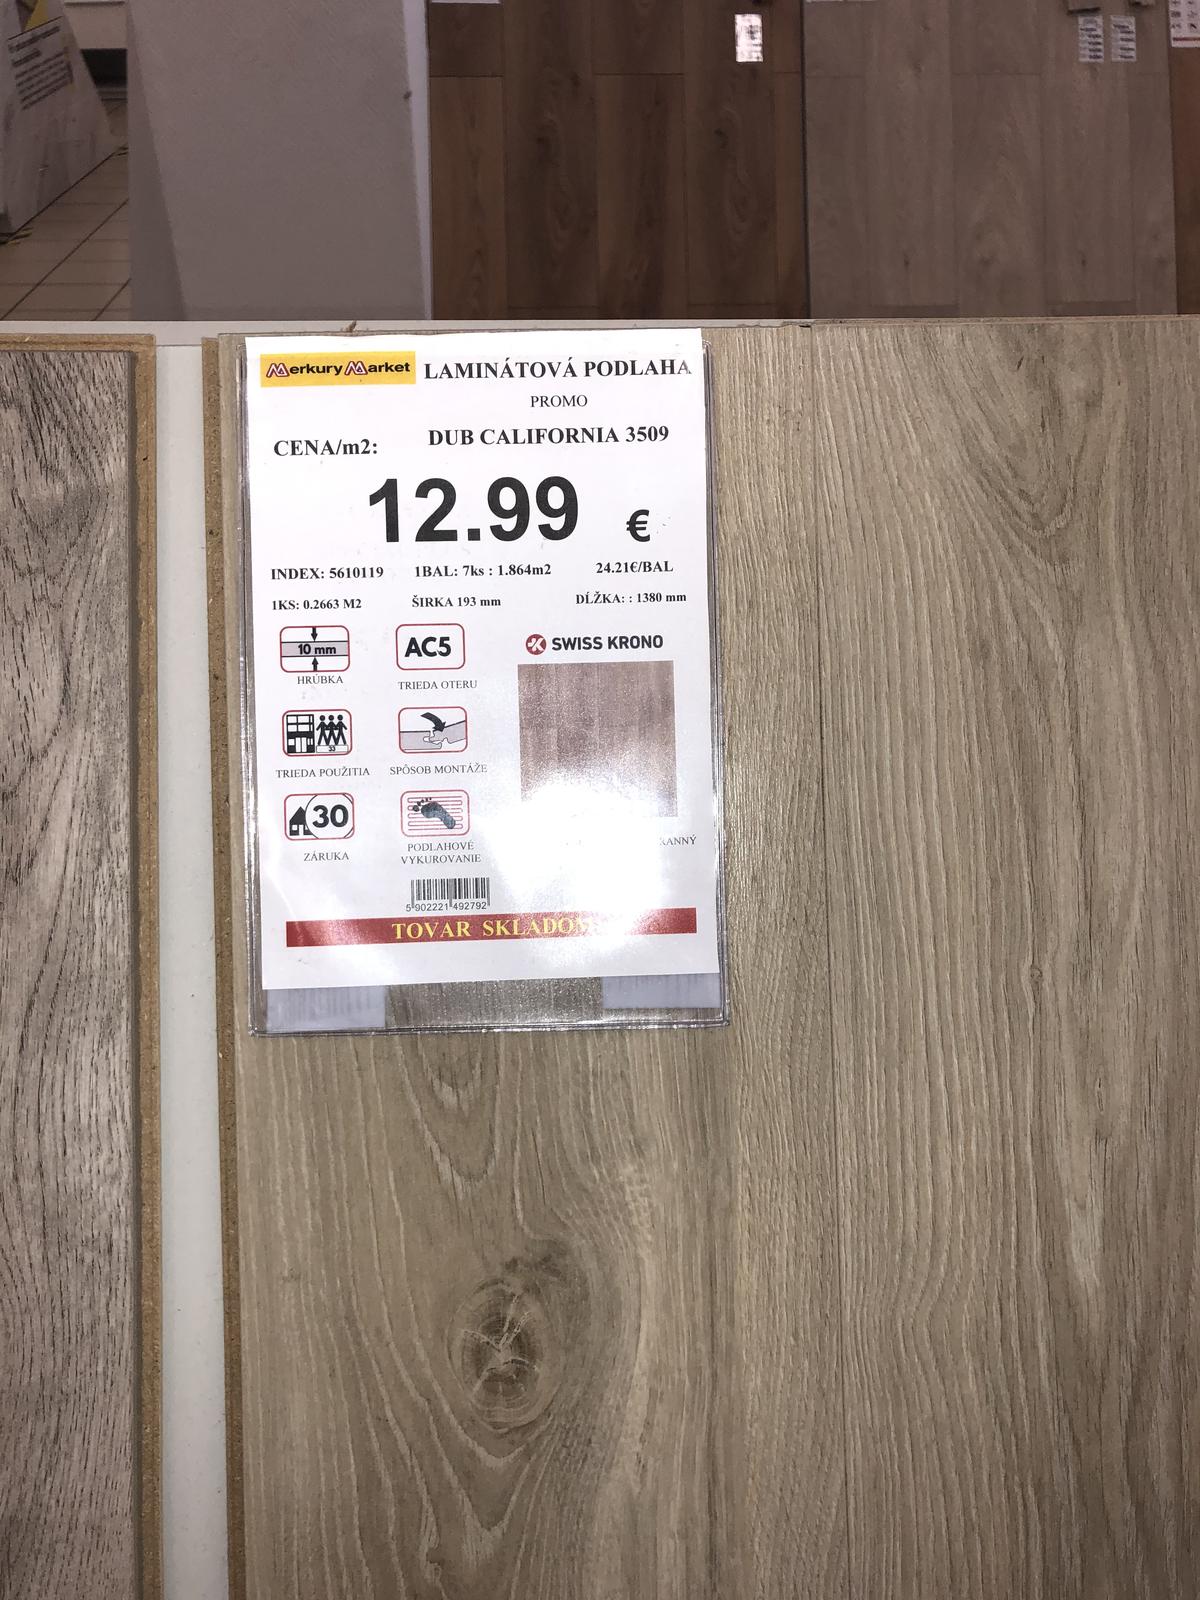 Merkury Market LAMINÁTOVÁ PODLAHA
PROMO
DUB CALIFORNIA 3509
CENA/m2:
12.99 €
INDEX: 5610119 1BAL: 7ks : 1.864m2 24.21€/BAL
1KS: 0.2663 M2 ŠIRKA 193 mm DĹŽKA: : 1380 mm
10 mm
HRÚBKA
AC5
TRIEDA OTERU
SWISS KRONO
33
TRIEDA POUŽITIA
SPÔSOB MONTÁŽE
30
ZÁRUKA
PODLAHOVÉ
VYKUROVANIE
5 902221 492792
TOVAR